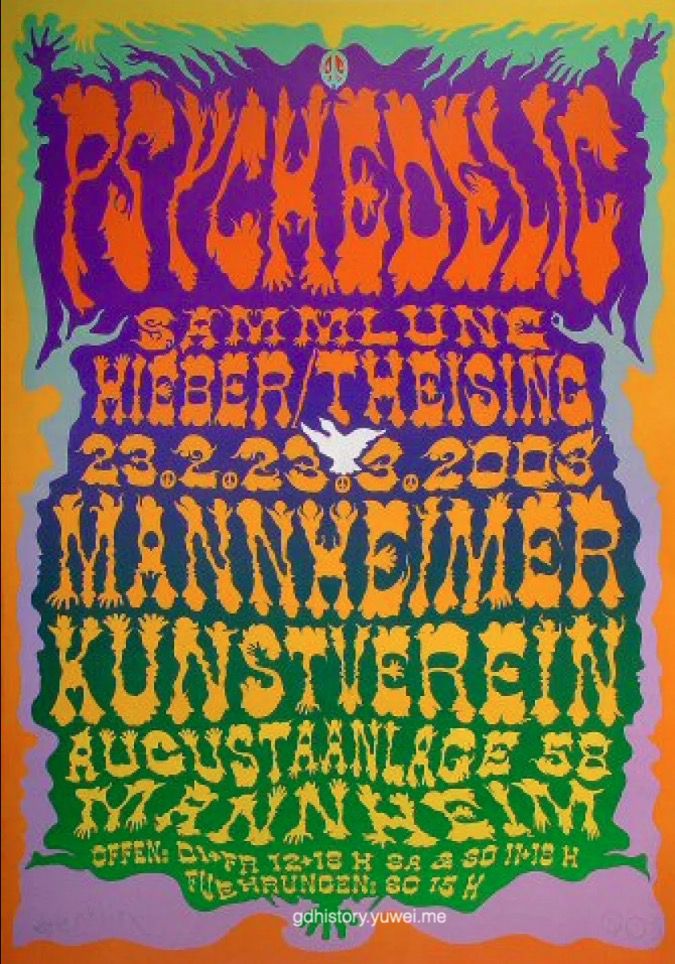 PSYCHEDELIC
SAMMLUNG
HIEBER/THEISING
23.2.23.3.2003
MANNHEIMER
KUNSTVEREIN
AUGUSTAANLAGE 58
MANNHEIM
OFFEN: DI+FR 12+18 H SA & SO 11+18 H
FUEHRUNGEN: SO 15 H
gdhistory.yuwei.me